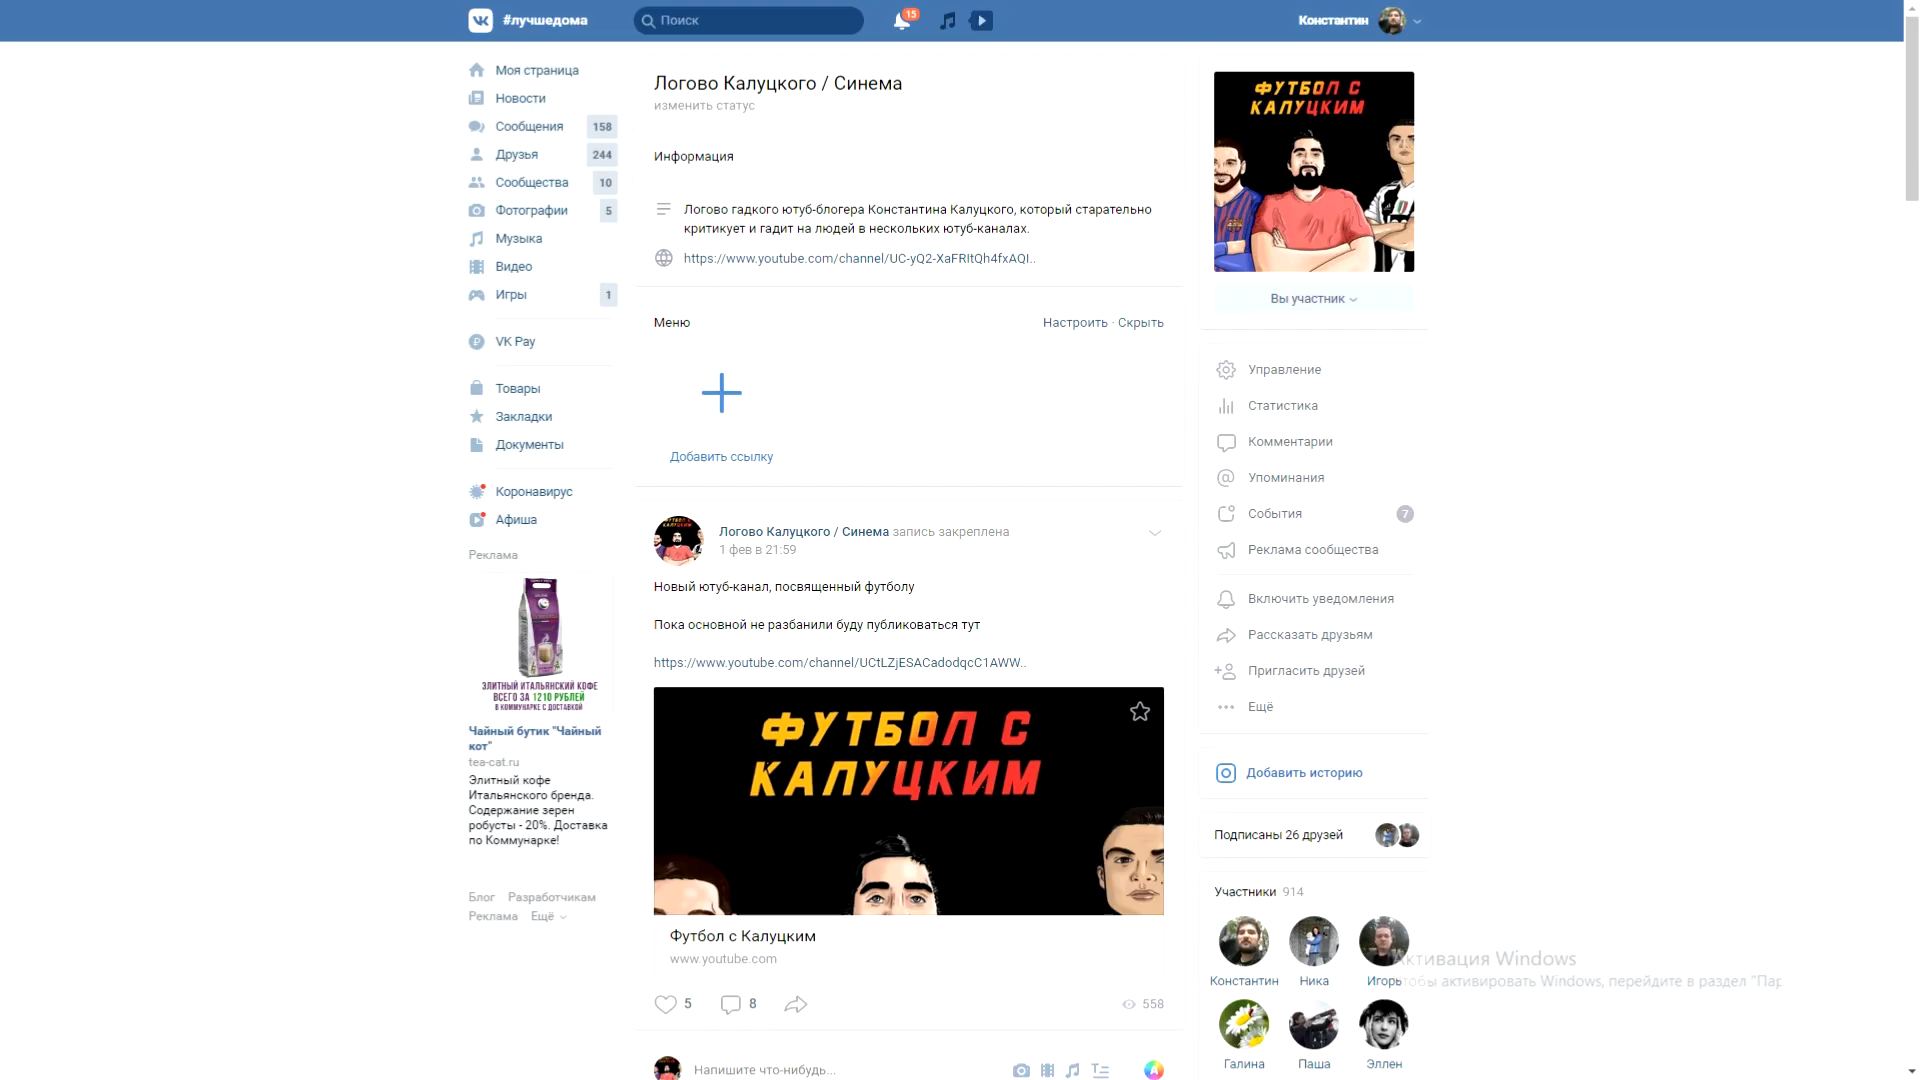 #лучшедома
Поиск
15
Константин
Моя страница
Новости
Сообщения 158
Друзья 244
Сообщества 10
Фотографии 5
Музыка
Видео
Игры 1
VK Pay
Товары
Закладки
Документы
Коронавирус
Афиша
Реклама
ЭЛИТНЫЙ ИТАЛЬЯНСКИЙ КОФЕ
ВСЕГО ЗА 1210 РУБЛЕЙ
В КОММУНАРКЕ С ДОСТАВКОЙ
Чайный бутик "Чайный
кот"
tea-cat.ru
Элитный кофе
Итальянского бренда.
Содержание зерен
робусты - 20%. Доставка
по Коммунарке!
Блог Разработчикам
Реклама Ещё
Логово Калуцкого / Синема
изменить статус
Информация
Логово гадкого ютуб-блогера Константина Калуцкого, который старательно
критикует и гадит на людей в нескольких ютуб-каналах.
https://www.youtube.com/channel/UC-yQ2-XaFRItQh4fxAQI..
Меню
Настроить · Скрыть
Добавить ссылку
Логово Калуцкого / Синема запись закреплена
1 фев в 21:59
Новый ютуб-канал, посвященный футболу
Пока основной не разбанили буду публиковаться тут
https://www.youtube.com/channel/UCtLZjESACadodqcC1AWW..
ФУТБОЛ С
КАЛУЦКИМ
Футбол с Калуцким
www.youtube.com
5 8 558
Напишите что-нибудь...
ФУТБОЛ С
КАЛУЦКИМ
Вы участник
Управление
Статистика
Комментарии
Упоминания
События 7
Реклама сообщества
Включить уведомления
Рассказать друзьям
Пригласить друзей
Ещё
Добавить историю
Подписаны 26 друзей
Участники 914
Константин Ника Игорь
Галина Паша Эллен
Активация Windows
Чтобы активировать Windows, перейдите в раздел "Пар